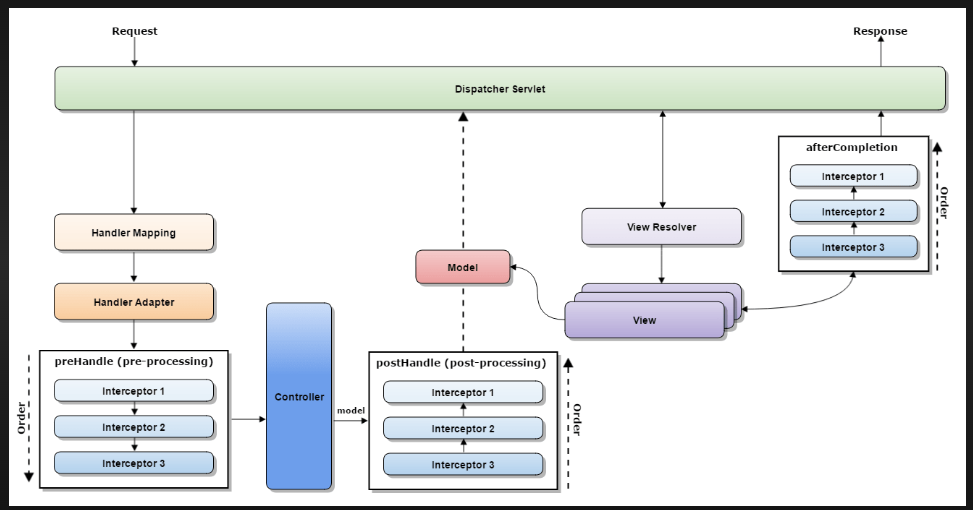 Request
Response
Dispatcher Servlet
afterCompletion
Interceptor 1
Interceptor 2
Interceptor 3
Order
Handler Mapping
View Resolver
Model
Handler Adapter
View
preHandle (pre-processing)
Interceptor 1
Interceptor 2
Interceptor 3
Order
Controller
model
postHandle (post-processing)
Interceptor 1
Interceptor 2
Interceptor 3
Order